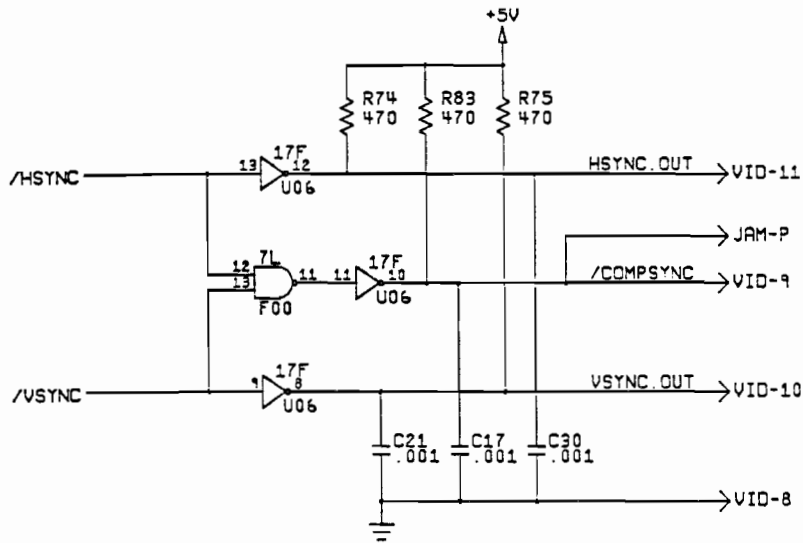 +5V
R74 R83 R75
470 470 470
17F
/HSYNC 13 12 HSYNC.OUT VID-11
U06
JAM-P
7L 17F
12 11 11 10 /COMPSYNC VID-9
13
F00 U06
17F
/VSYNC 9 8 VSYNC.OUT VID-10
U06
C21 C17 C30
.001 .001 .001
VID-8